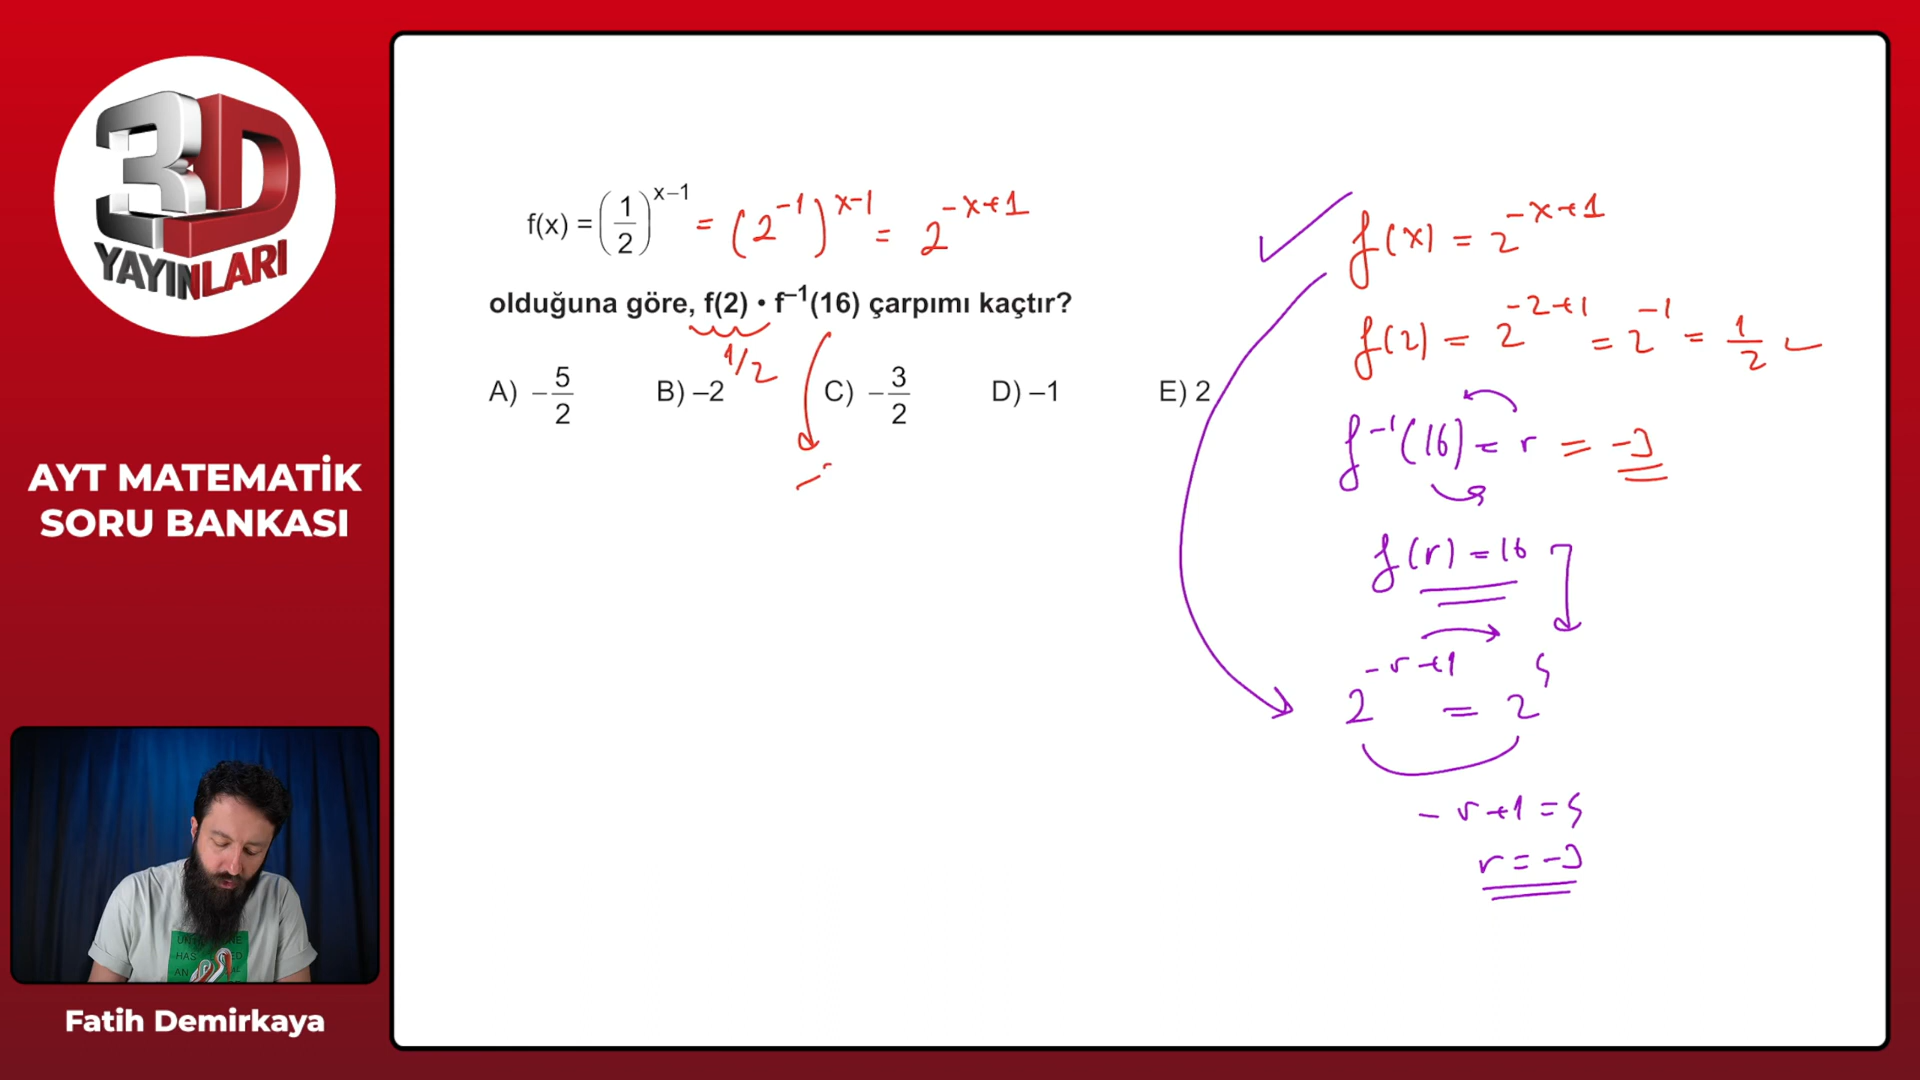 3D
YAYINLARI
AYT MATEMATİK
SORU BANKASI
Fatih Demirkaya
f(x) = (1/2)^(x–1) = (2^-1)^(x-1) = 2^(-x+1)
olduğuna göre, f(2) • f^–1(16) çarpımı kaçtır?
1/2
A) –5/2 B) –2 C) –3/2 D) –1 E) 2
f(x) = 2^(-x+1)
f(2) = 2^(-2+1) = 2^-1 = 1/2
f^-1(16) = r = -3
f(r) = 16
2^(-r+1) = 2^4
-r+1 = 4
r = -3